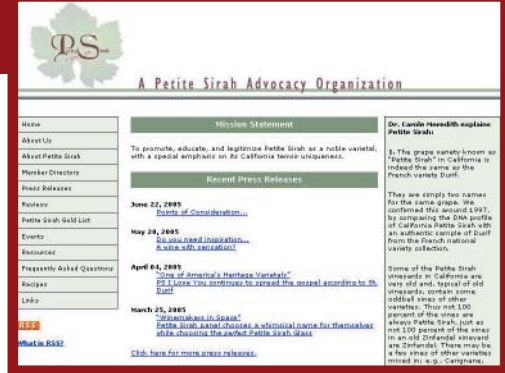 PS
A Petite Sirah Advocacy Organization
Home
About Us
About Petite Sirah
Member Directory
Press Releases
Reviews
Petite Sirah Gold List
Events
Resources
Frequently Asked Questions
Recipes
Links
RSS
What is RSS?
Mission Statement
To promote, educate, and legitimize Petite Sirah as a noble varietal,
with a special emphasis on its California terroir uniqueness.
Recent Press Releases
June 22, 2005
Points of Consideration...
May 20, 2005
Do you need inspiration...
A wine with sensation?
April 04, 2005
"One of America's Heritage Varietals"
PS I Love You continues to spread the gospel according to St.
Durif
March 25, 2005
"Winemakers in Space"
Petite Sirah panel chooses a whimsical name for themselves
while choosing the perfect Petite Sirah Glass
Click here for more press releases.
Dr. Carole Meredith explains
Petite Sirah:
1. The grape variety known as
"Petite Sirah" in California is
indeed the same as the
French variety Durif.
They are simply two names
for the same grape. We
confirmed this around 1997,
by comparing the DNA profile
of California Petite Sirah with
an authentic sample of Durif
from the French national
variety collection.
Some of the Petite Sirah
vineyards in California are
very old and, typical of old
vineyards, contain some
oddball vines of other
varieties. Thus not 100
percent of the vines are
always Petite Sirah, just as
not 100 percent of the vines
in an old Zinfandel vineyard
are Zinfandel. There may be
a few vines of other varieties
mixed in; e.g., Carignane,